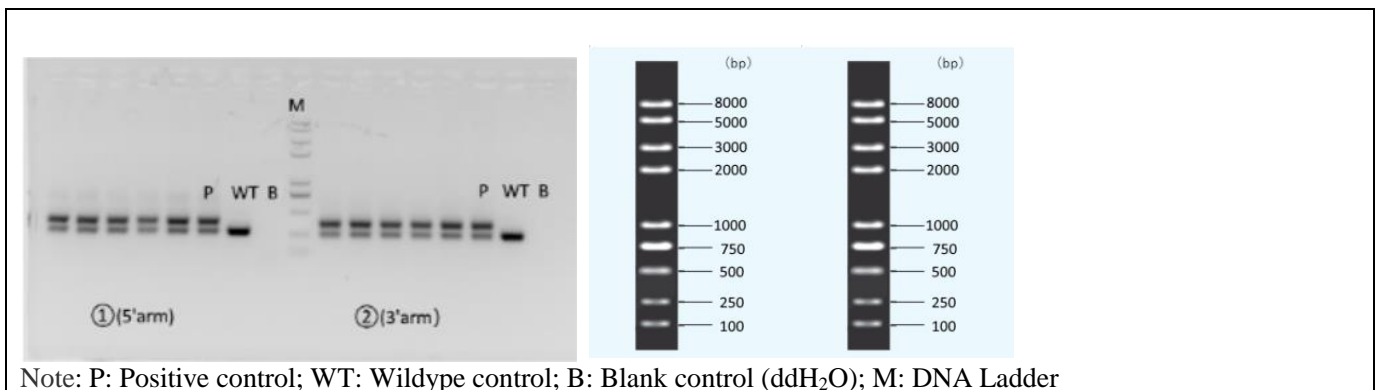 M
P WT B
P WT B
①(5'arm)
②(3'arm)
(bp)
8000
5000
3000
2000
1000
750
500
250
100
(bp)
8000
5000
3000
2000
1000
750
500
250
100
Note: P: Positive control; WT: Wildype control; B: Blank control (ddH₂O); M: DNA Ladder